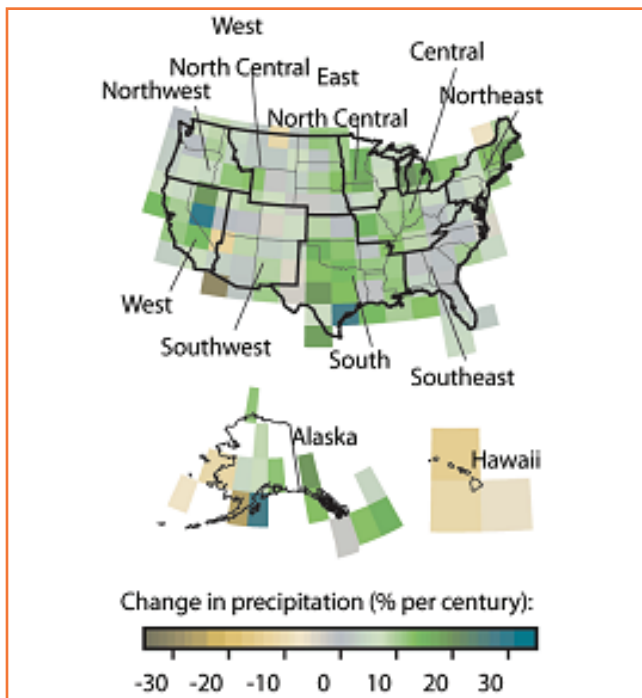 West
North Central
East
Central
Northwest
North Central
Northeast
West
Southwest
South
Southeast
Alaska
Hawaii
Change in precipitation (% per century):
-30 -20 -10 0 10 20 30